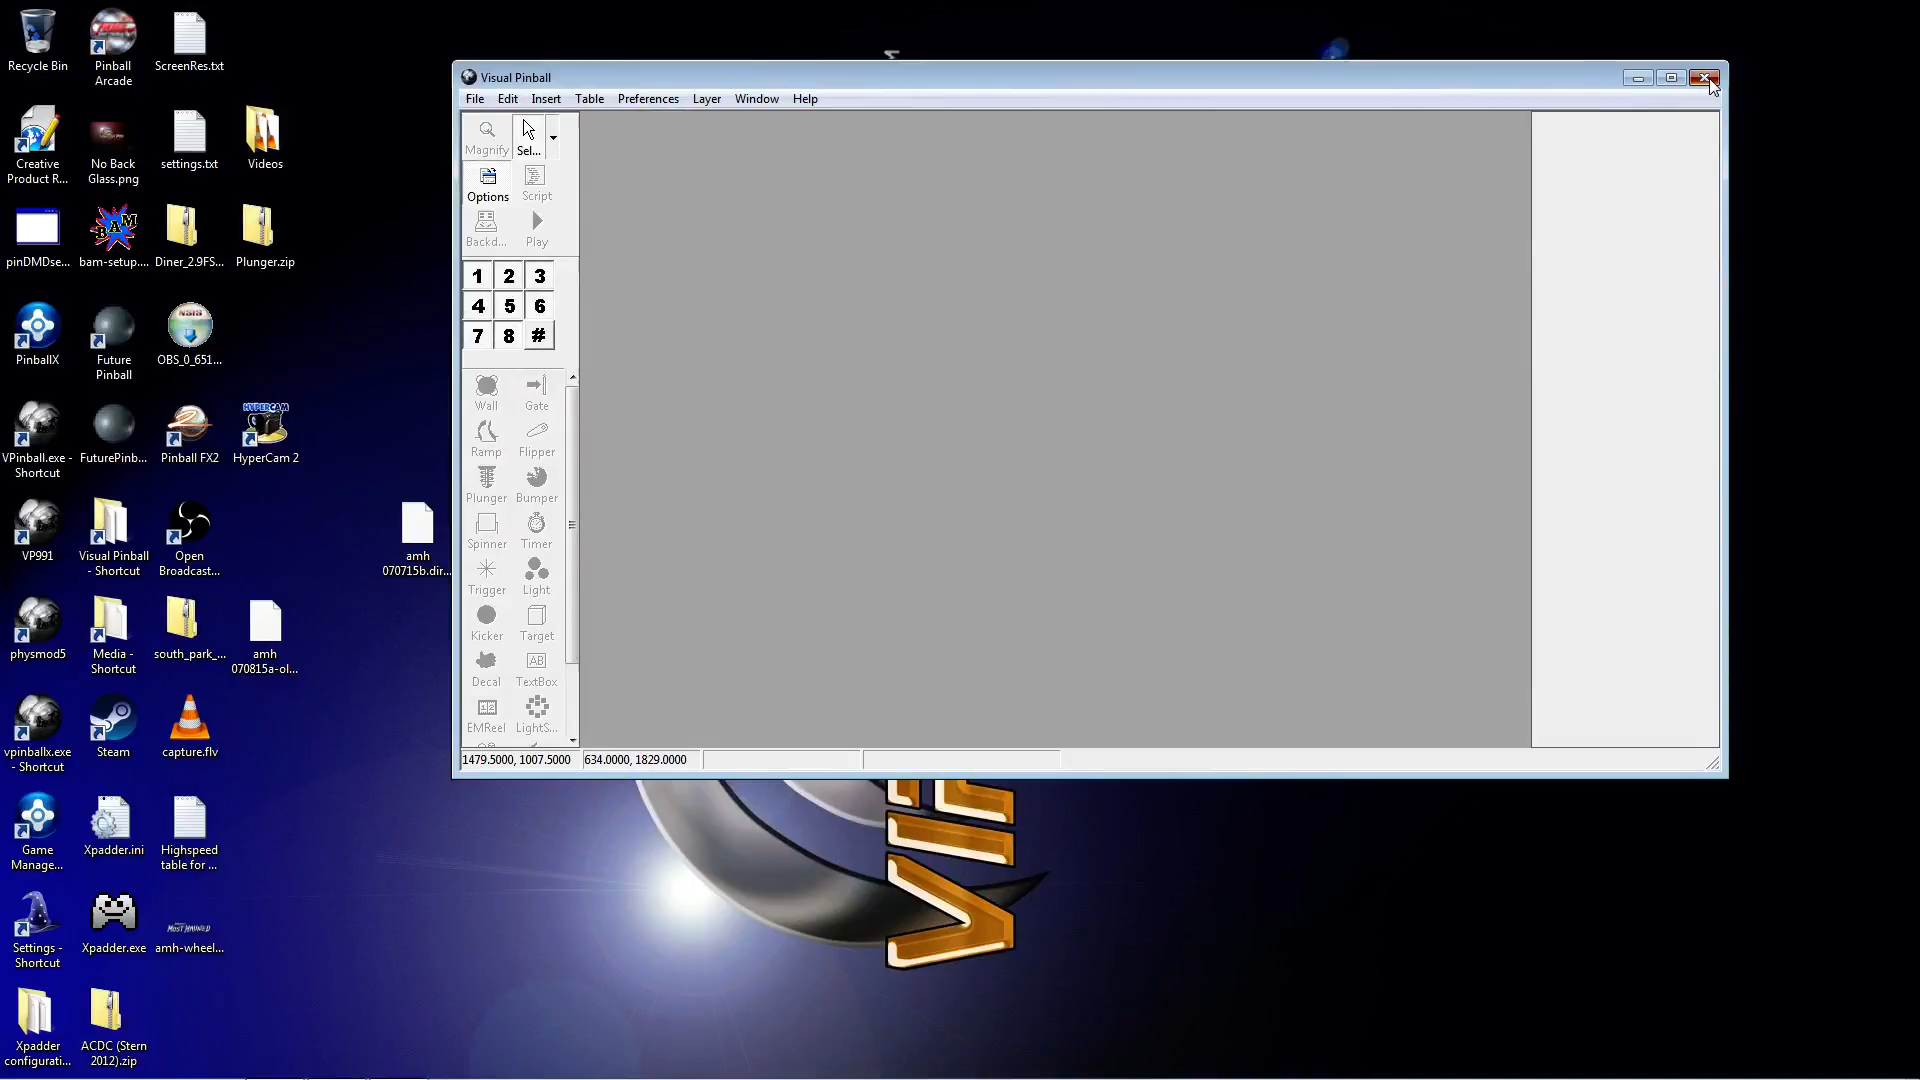 Recycle Bin
Pinball
Arcade
ScreenRes.txt
Creative
Product R...
No Back
Glass.png
settings.txt
Videos
pinDMDse...
bam-setup....
Diner_2.9FS...
Plunger.zip
PinballX
Future
Pinball
OBS_0_651...
VPinball.exe -
Shortcut
FuturePinb...
Pinball FX2
HyperCam 2
VP991
Visual Pinball
- Shortcut
Open
Broadcast...
amh
070715b.dir...
physmod5
Media -
Shortcut
south_park_...
amh
070815a-ol...
vpinballx.exe
- Shortcut
Steam
capture.flv
Game
Manage...
Xpadder.ini
Highspeed
table for ...
Settings -
Shortcut
Xpadder.exe
amh-wheel...
Xpadder
configurati...
ACDC (Stern
2012).zip
BAM
NSIS
HYPERCAM
MOST HAUNTED
Visual Pinball
File Edit Insert Table Preferences Layer Window Help
Magnify Sel...
Options Script
Backd... Play
1 2 3
4 5 6
7 8 #
Wall Gate
Ramp Flipper
Plunger Bumper
Spinner Timer
Trigger Light
Kicker Target
AB
Decal TextBox
EMReel LightS...
1479.5000, 1007.5000 634.0000, 1829.0000